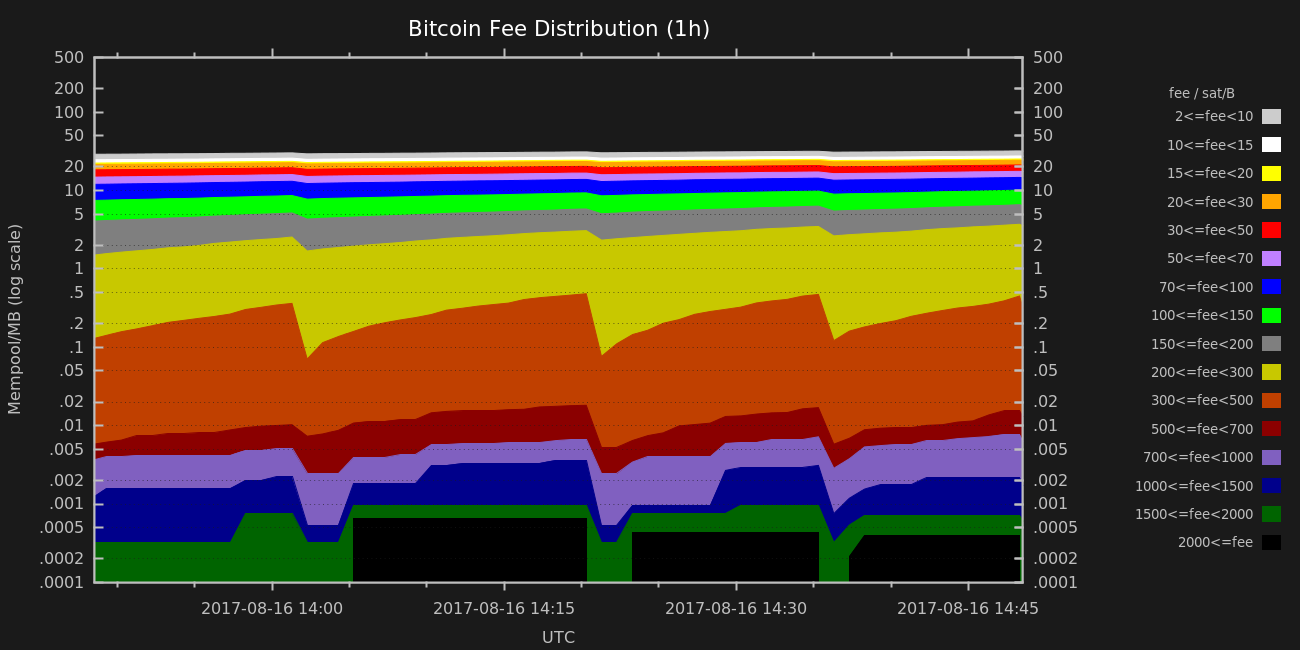 Bitcoin Fee Distribution (1h)
500 500
200 200
100 100
50 50
20 20
10 10
5 5
2 2
1 1
.5 .5
.2 .2
.1 .1
.05 .05
.02 .02
.01 .01
.005 .005
.002 .002
.001 .001
.0005 .0005
.0002 .0002
.0001 .0001
Mempool/MB (log scale)
2017-08-16 14:00 2017-08-16 14:15 2017-08-16 14:30 2017-08-16 14:45
UTC
fee / sat/B
2<=fee<10
10<=fee<15
15<=fee<20
20<=fee<30
30<=fee<50
50<=fee<70
70<=fee<100
100<=fee<150
150<=fee<200
200<=fee<300
300<=fee<500
500<=fee<700
700<=fee<1000
1000<=fee<1500
1500<=fee<2000
2000<=fee